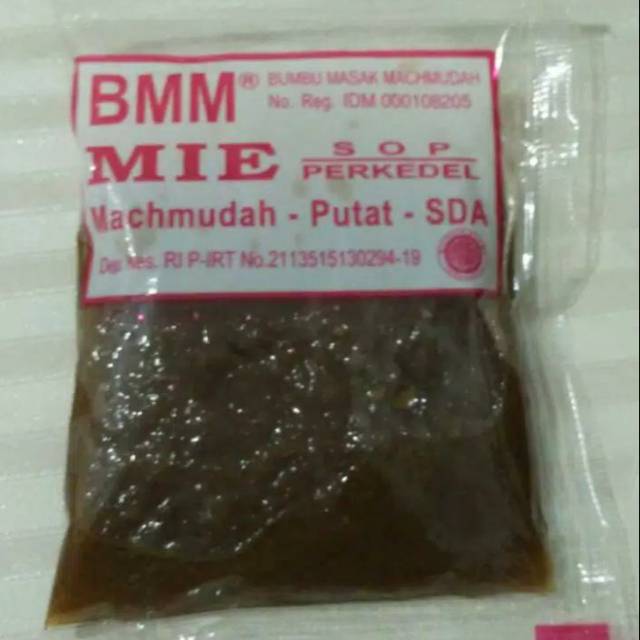 BMM® BUMBU MASAK MACHMUDAH
No. Reg. IDM 000108205
MIE SOP
PERKEDEL
Machmudah - Putat - SDA
Dep. Kes. RI P-IRT No.2113515130294-19